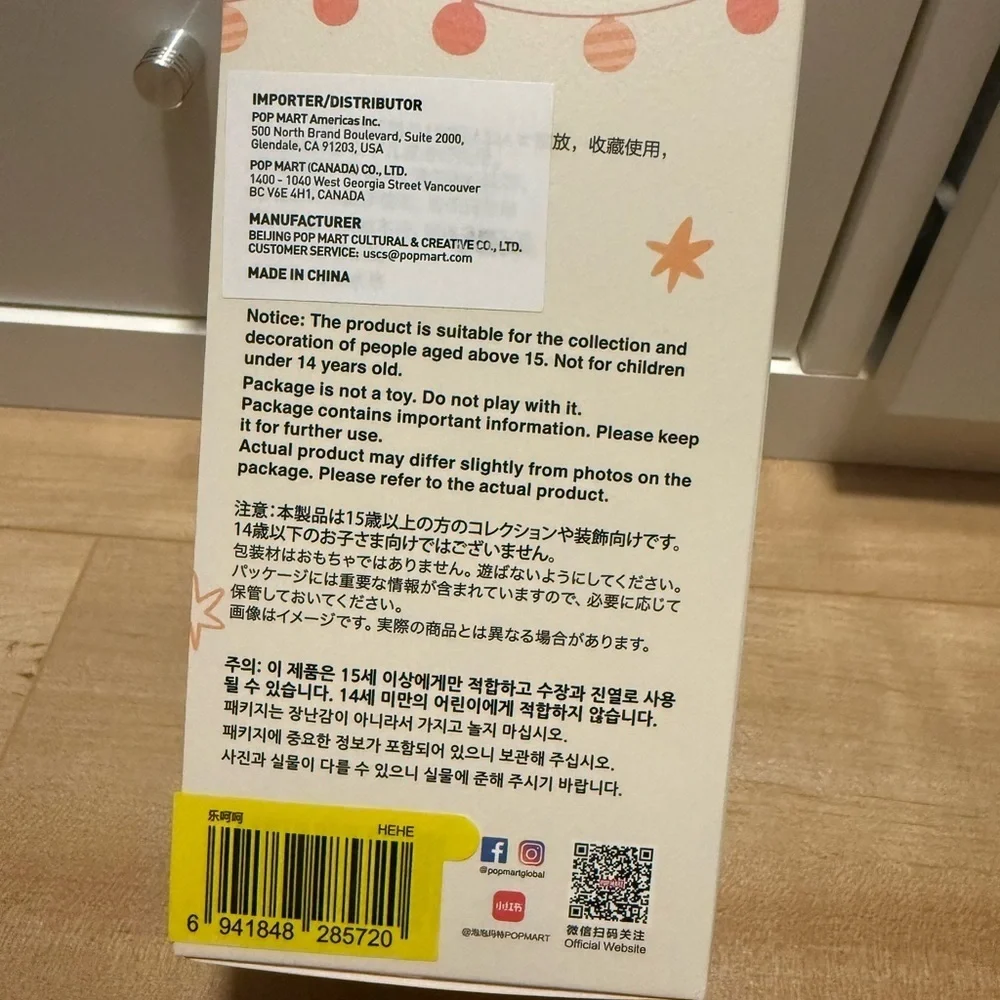 IMPORTER/DISTRIBUTOR
POP MART Americas Inc.
500 North Brand Boulevard, Suite 2000,
Glendale, CA 91203, USA
POP MART (CANADA) CO., LTD.
1400 - 1040 West Georgia Street Vancouver
BC V6E 4H1, CANADA
MANUFACTURER
BEIJING POP MART CULTURAL & CREATIVE CO., LTD.
CUSTOMER SERVICE: uscs@popmart.com
MADE IN CHINA
放，收藏使用，
Notice: The product is suitable for the collection and
decoration of people aged above 15. Not for children
under 14 years old.
Package is not a toy. Do not play with it.
Package contains important information. Please keep
it for further use.
Actual product may differ slightly from photos on the
package. Please refer to the actual product.
注意：本製品は15歳以上の方のコレクションや装飾向けです。
14歳以下のお子さま向けではございません。
包装材はおもちゃではありません。遊ばないようにしてください。
パッケージには重要な情報が含まれていますので、必要に応じて
保管しておいてください。
画像はイメージです。実際の商品とは異なる場合があります。
주의: 이 제품은 15세 이상에게만 적합하고 수장과 진열로 사용
될 수 있습니다. 14세 미만의 어린이에게 적합하지 않습니다.
패키지는 장난감이 아니라서 가지고 놀지 마십시오.
패키지에 중요한 정보가 포함되어 있으니 보관해 주십시오.
사진과 실물이 다를 수 있으니 실물에 준해 주시기 바랍니다.
乐呵呵
HEHE
6 941848 285720
@popmartglobal
小红书
@泡泡玛特POPMART
微信扫码关注
Official Website